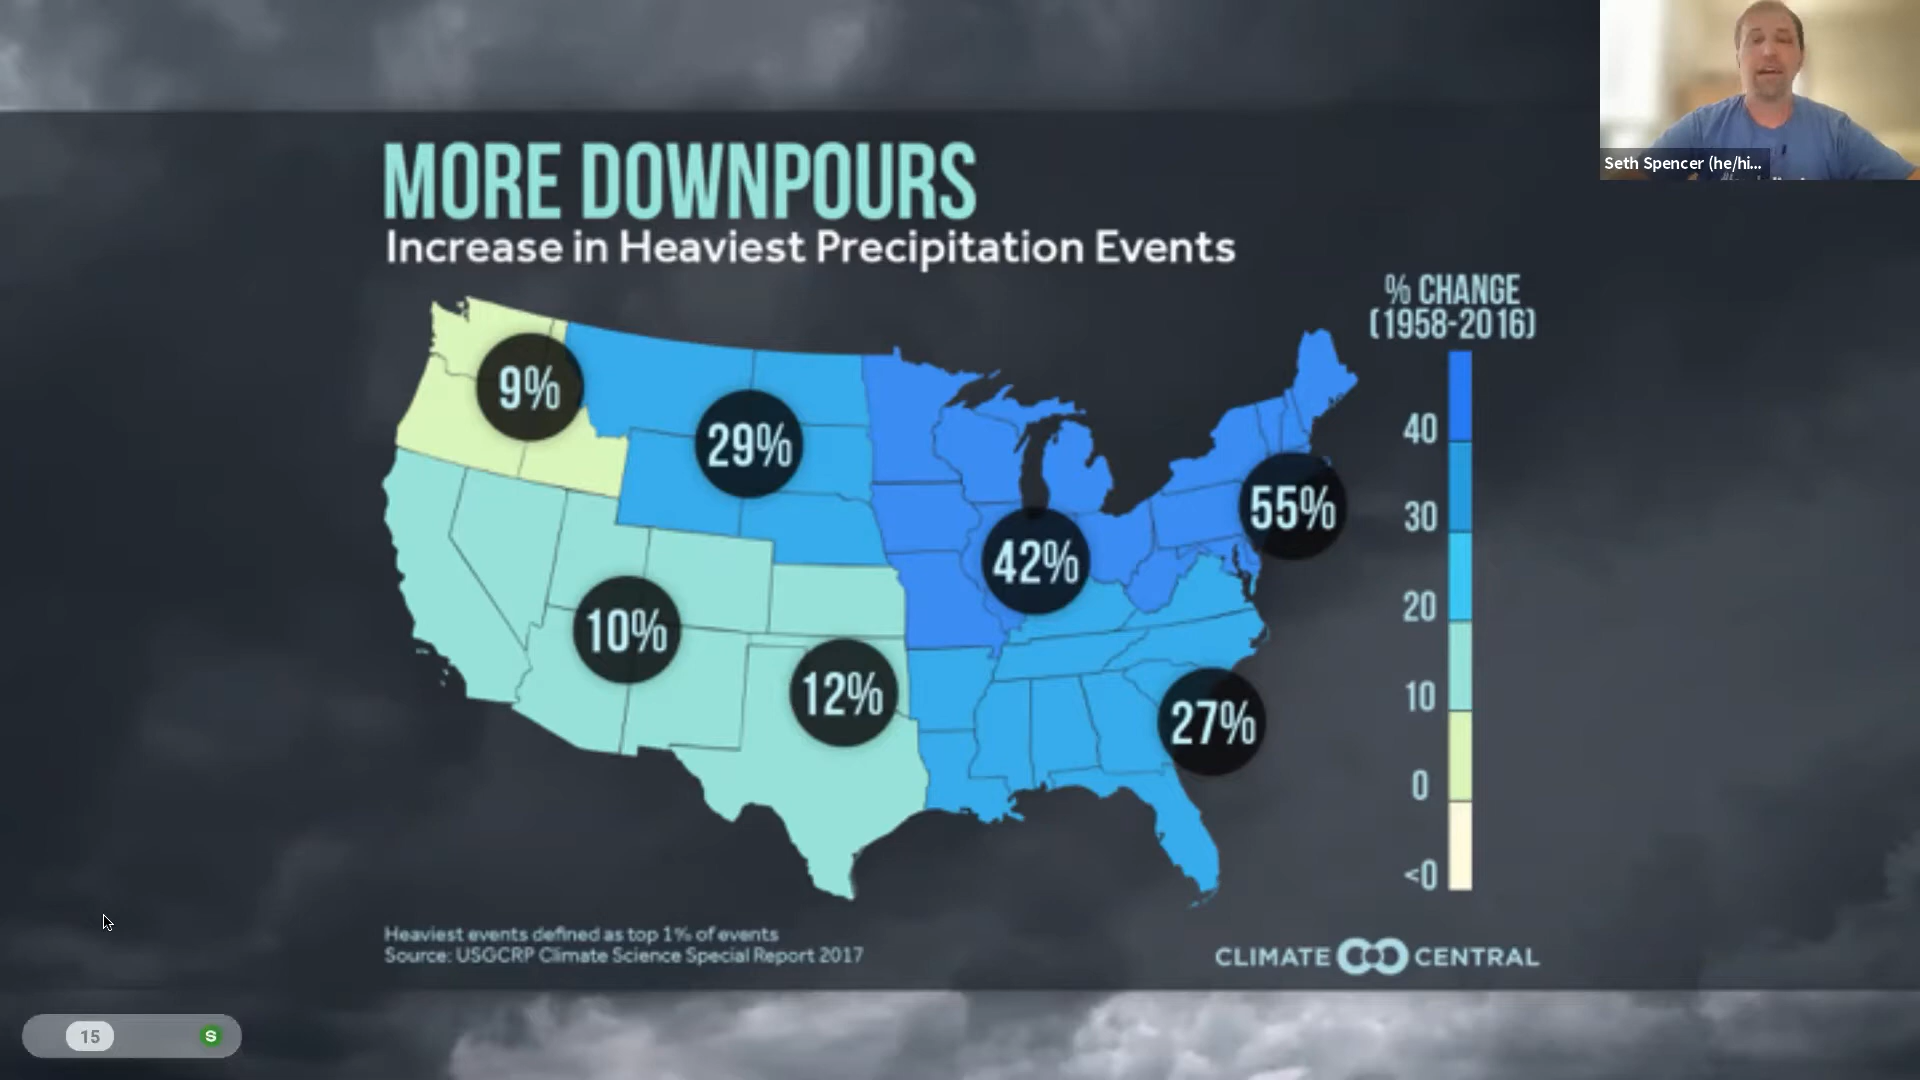 MORE DOWNPOURS
Increase in Heaviest Precipitation Events
Seth Spencer (he/hi...
% CHANGE
(1958-2016)
40
30
20
10
0
<0
9%
29%
55%
42%
10%
12%
27%
Heaviest events defined as top 1% of events
Source: USGCRP Climate Science Special Report 2017
CLIMATE CENTRAL
15
S